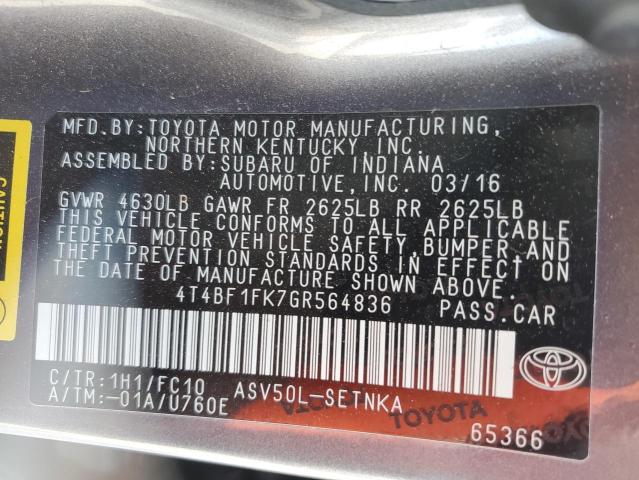 MFD.BY:TOYOTA MOTOR MANUFACTURING,
NORTHERN KENTUCKY INC.
ASSEMBLED BY:SUBARU OF INDIANA
AUTOMOTIVE,INC. 03/16
GVWR 4630LB GAWR FR 2625LB RR 2625LB
THIS VEHICLE CONFORMS TO ALL APPLICABLE
FEDERAL MOTOR VEHICLE SAFETY,BUMPER,AND
THEFT PREVENTION STANDARDS IN EFFECT ON
THE DATE OF MANUFACTURE SHOWN ABOVE.
4T4BF1FK7GR564836 PASS.CAR
C/TR:1H1/FC10 ASV50L-SETNKA
A/TM:-01A/U760E
TOYOTA
65366
CAUTION